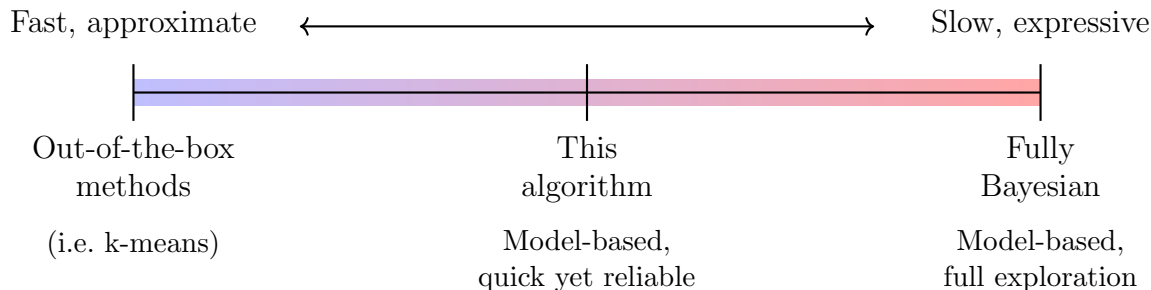 Fast, approximate
Slow, expressive
Out-of-the-box
methods
(i.e. k-means)
This
algorithm
Model-based,
quick yet reliable
Fully
Bayesian
Model-based,
full exploration